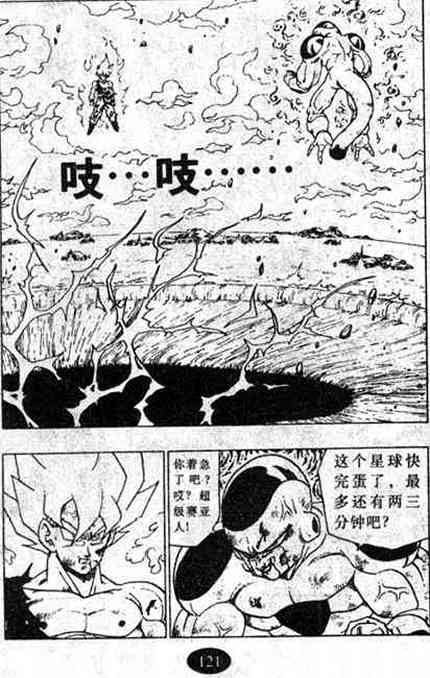 吱…吱……
这个星球快
完蛋了，最
多还有两三
分钟吧？
你着急
了吧？
哎？超
级赛亚
人！
121